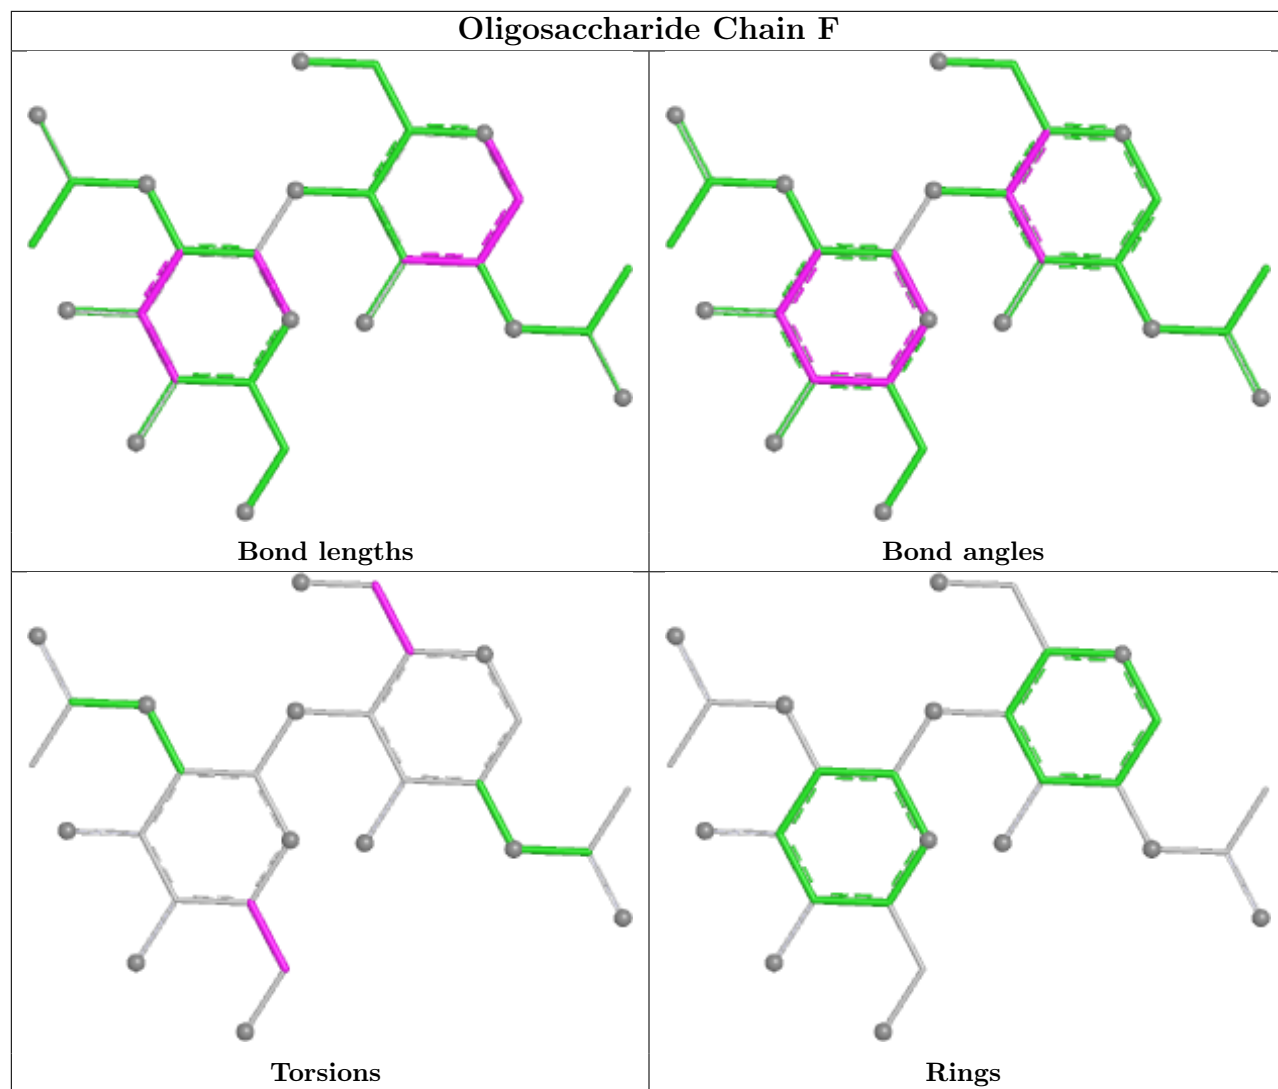 Oligosaccharide Chain F
Bond lengths
Bond angles
Torsions
Rings